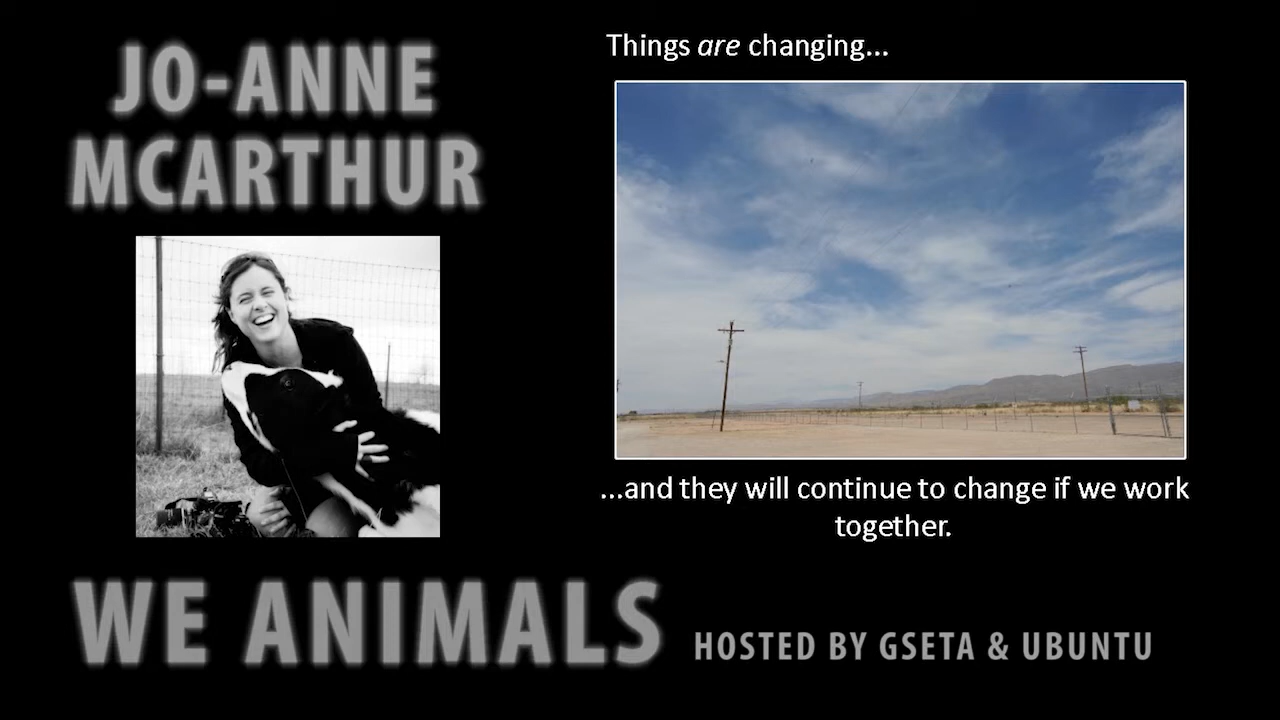 JO-ANNE
MCARTHUR
Things are changing...
...and they will continue to change if we work
together.
WE ANIMALS
HOSTED BY GSETA & UBUNTU